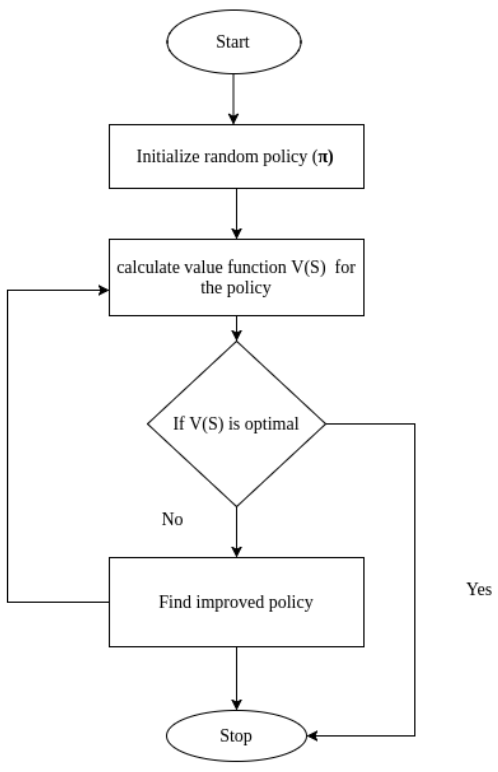 Start
Initialize random policy (π)
calculate value function V(S) for
the policy
If V(S) is optimal
No
Find improved policy
Yes
Stop